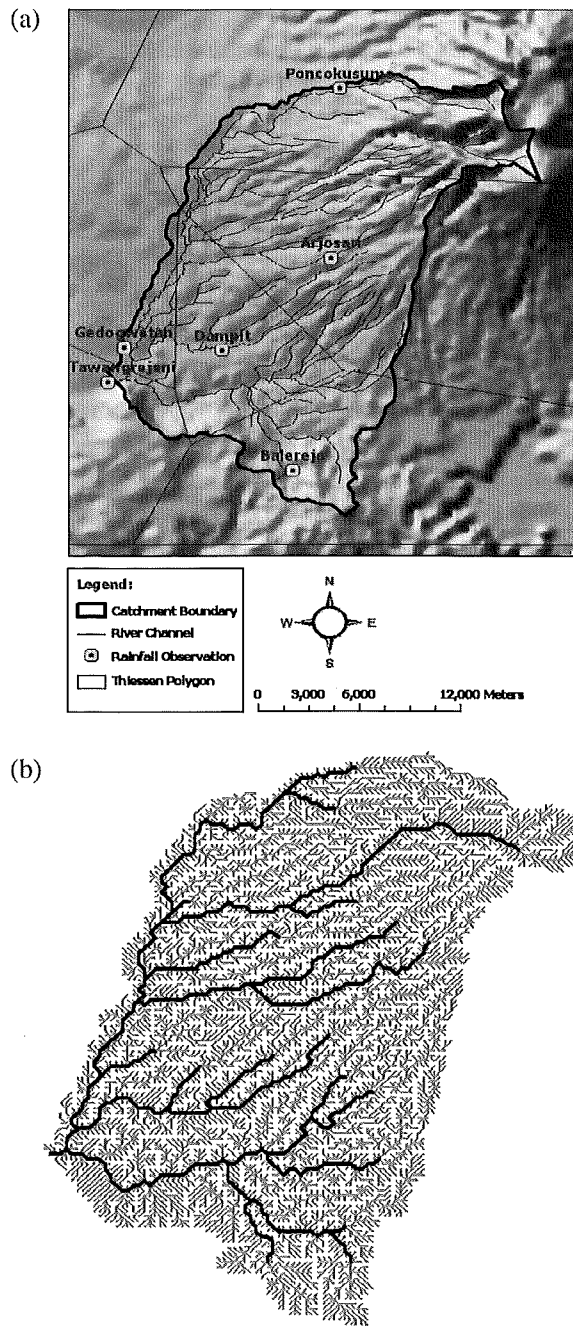 (a)
Poncokusumo
Arjosari
Gedogwetan
Dampit
Tawangrejeni
Balerejo
Legend:
Catchment Boundary
River Channel
Rainfall Observation
Thiessen Polygon
N
W E
S
0 3,000 6,000 12,000 Meters
(b)